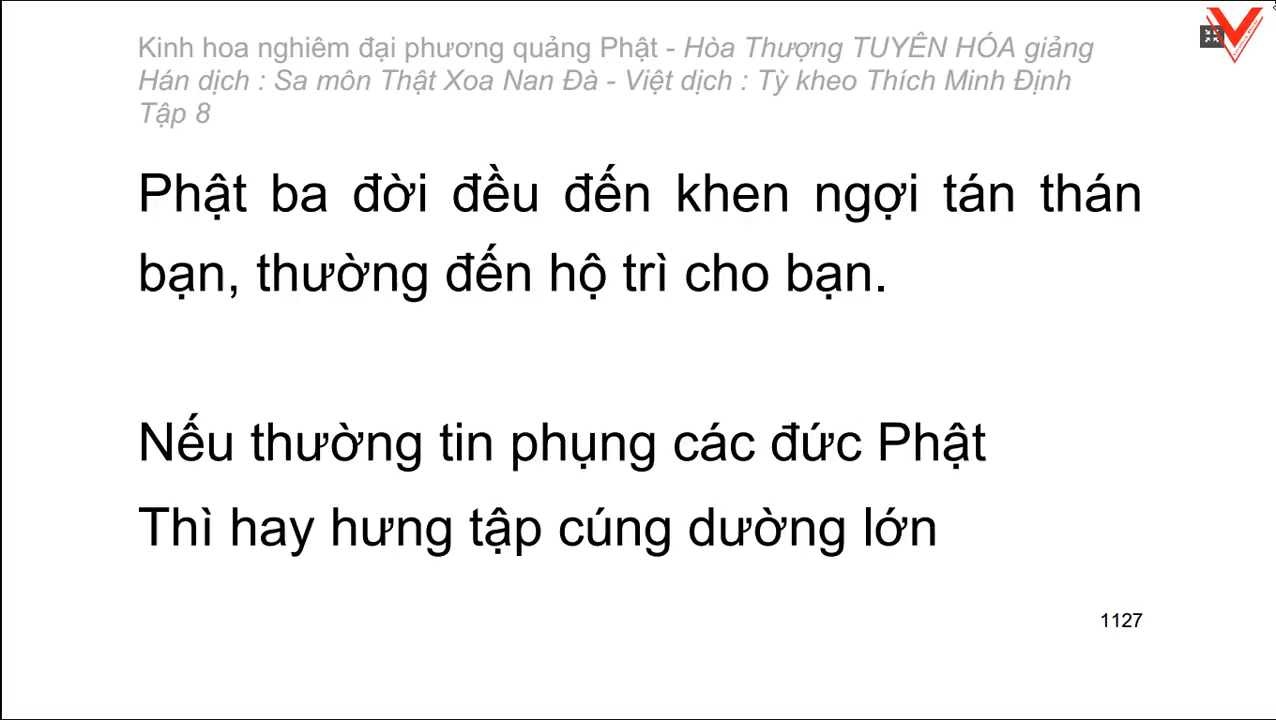 Kinh hoa nghiêm đại phương quảng Phật - Hòa Thượng TUYÊN HÓA giảng
Hán dịch : Sa môn Thật Xoa Nan Đà - Việt dịch : Tỳ kheo Thích Minh Định
Tập 8
Phật ba đời đều đến khen ngợi tán thán
bạn, thường đến hộ trì cho bạn.
Nếu thường tin phụng các đức Phật
Thì hay hưng tập cúng dường lớn
1127